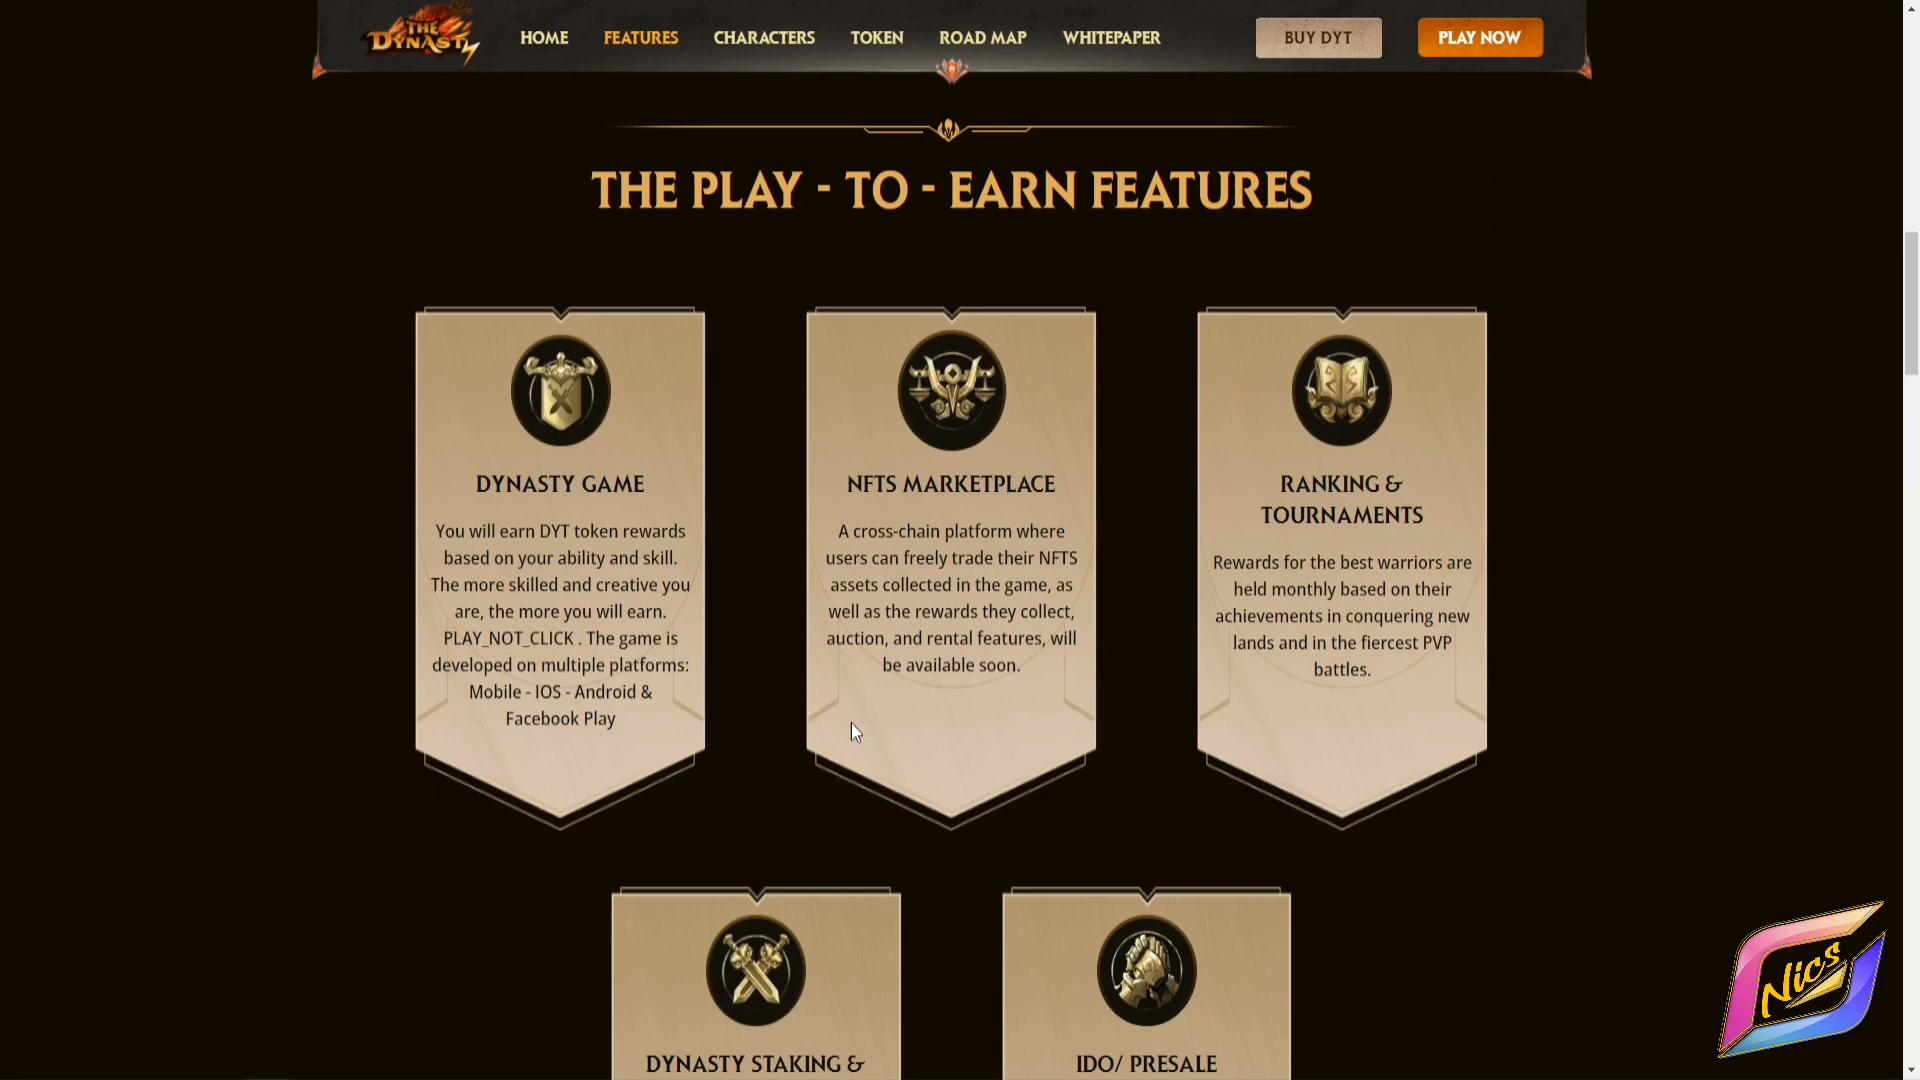 THE
DYNASTY
HOME
FEATURES
CHARACTERS
TOKEN
ROAD MAP
WHITEPAPER
BUY DYT
PLAY NOW
THE PLAY - TO - EARN FEATURES
DYNASTY GAME
You will earn DYT token rewards
based on your ability and skill.
The more skilled and creative you
are, the more you will earn.
PLAY_NOT_CLICK . The game is
developed on multiple platforms:
Mobile - IOS - Android &
Facebook Play
NFTS MARKETPLACE
A cross-chain platform where
users can freely trade their NFTS
assets collected in the game, as
well as the rewards they collect,
auction, and rental features, will
be available soon.
RANKING &
TOURNAMENTS
Rewards for the best warriors are
held monthly based on their
achievements in conquering new
lands and in the fiercest PVP
battles.
DYNASTY STAKING &
IDO/ PRESALE
Nics